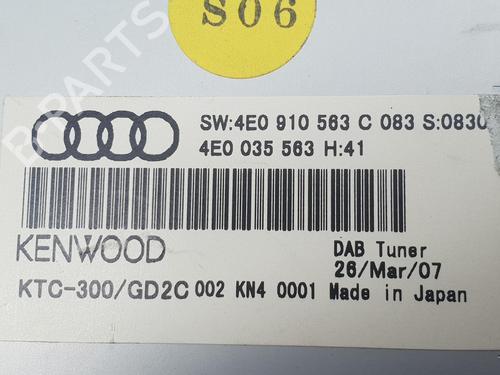 S06
SW:4E0 910 563 C 083 S:0830
4E0 035 563 H:41
KENWOOD
DAB Tuner
26/Mar/07
KTC-300/GD2C 002 KN4 0001 Made in Japan
B-PARTS